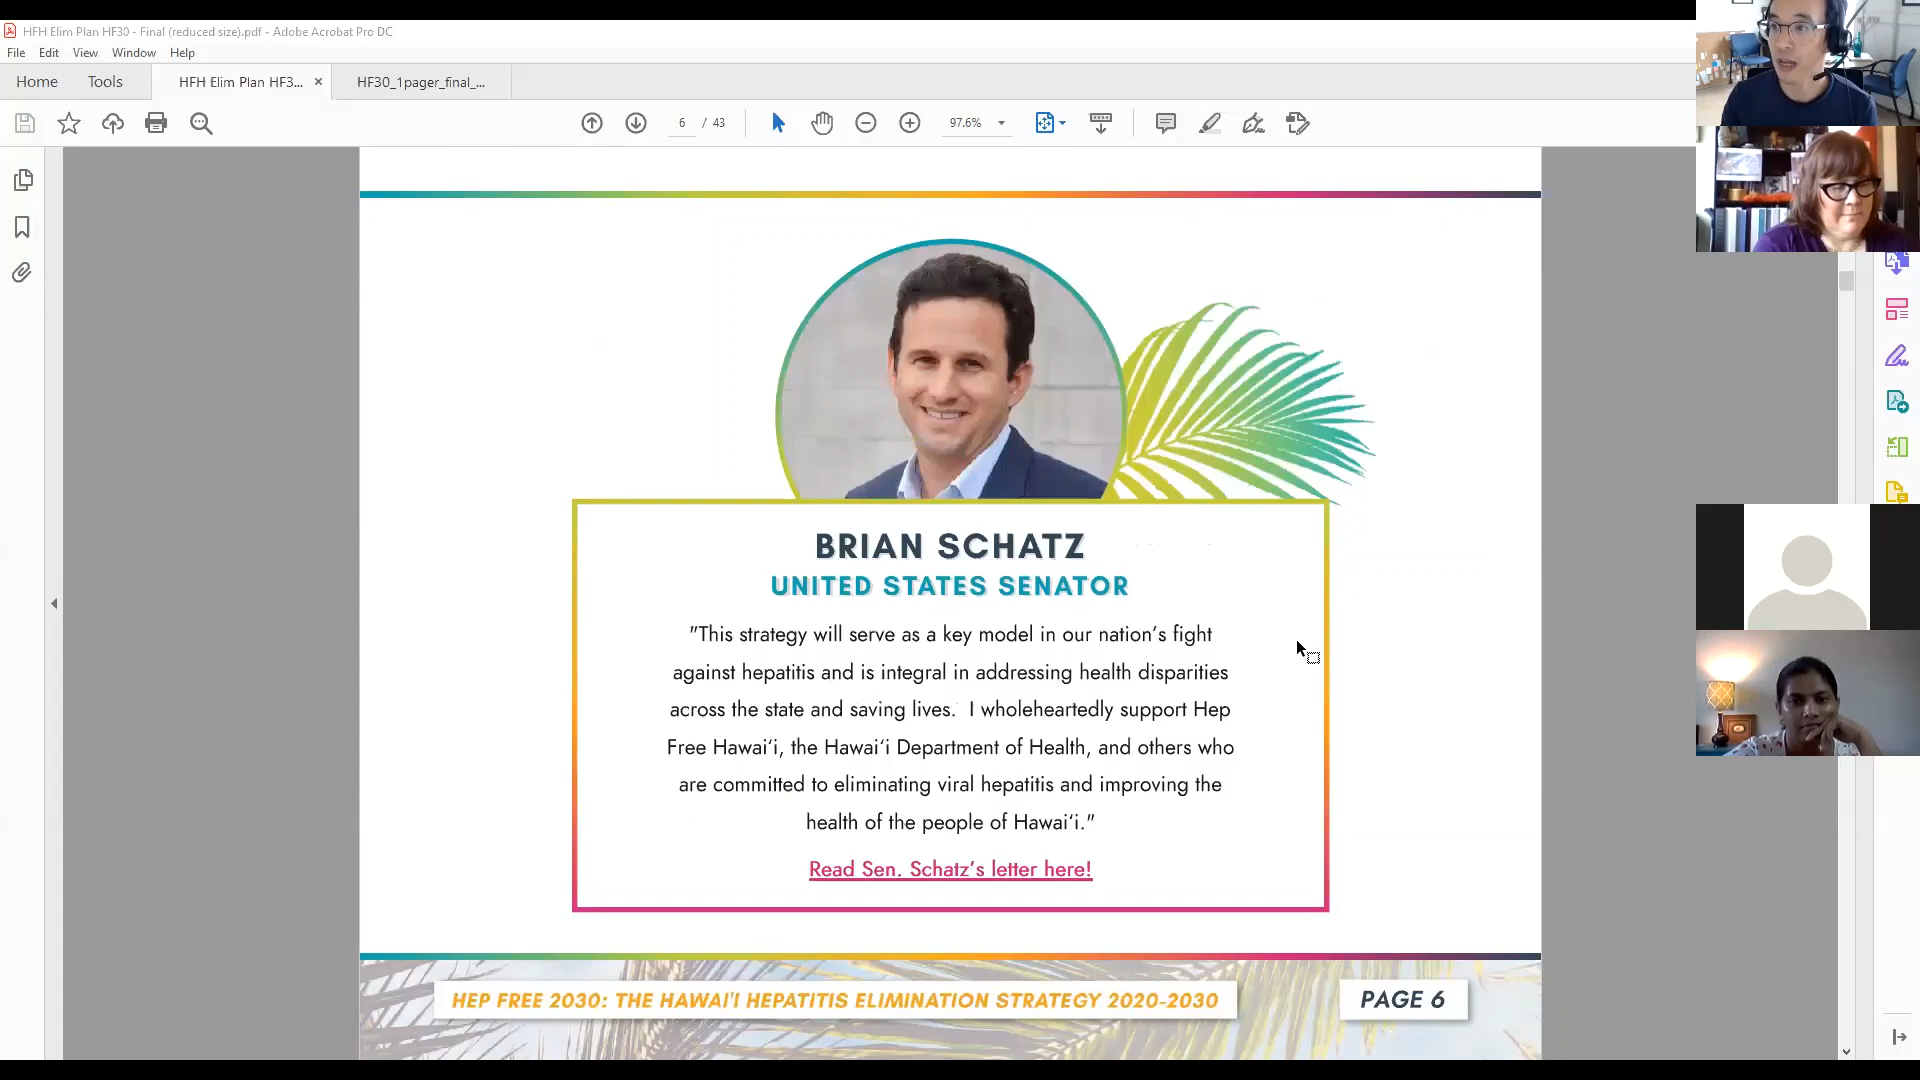 HFH Elim Plan HF30 - Final (reduced size).pdf - Adobe Acrobat Pro DC
File Edit View Window Help
Home Tools HFH Elim Plan HF3... × HF30_1pager_final_...
6 / 43 97.6%
BRIAN SCHATZ
UNITED STATES SENATOR
"This strategy will serve as a key model in our nation’s fight
against hepatitis and is integral in addressing health disparities
across the state and saving lives.  I wholeheartedly support Hep
Free Hawai‘i, the Hawai‘i Department of Health, and others who
are committed to eliminating viral hepatitis and improving the
health of the people of Hawai‘i."
Read Sen. Schatz’s letter here!
HEP FREE 2030: THE HAWAI'I HEPATITIS ELIMINATION STRATEGY 2020-2030
PAGE 6